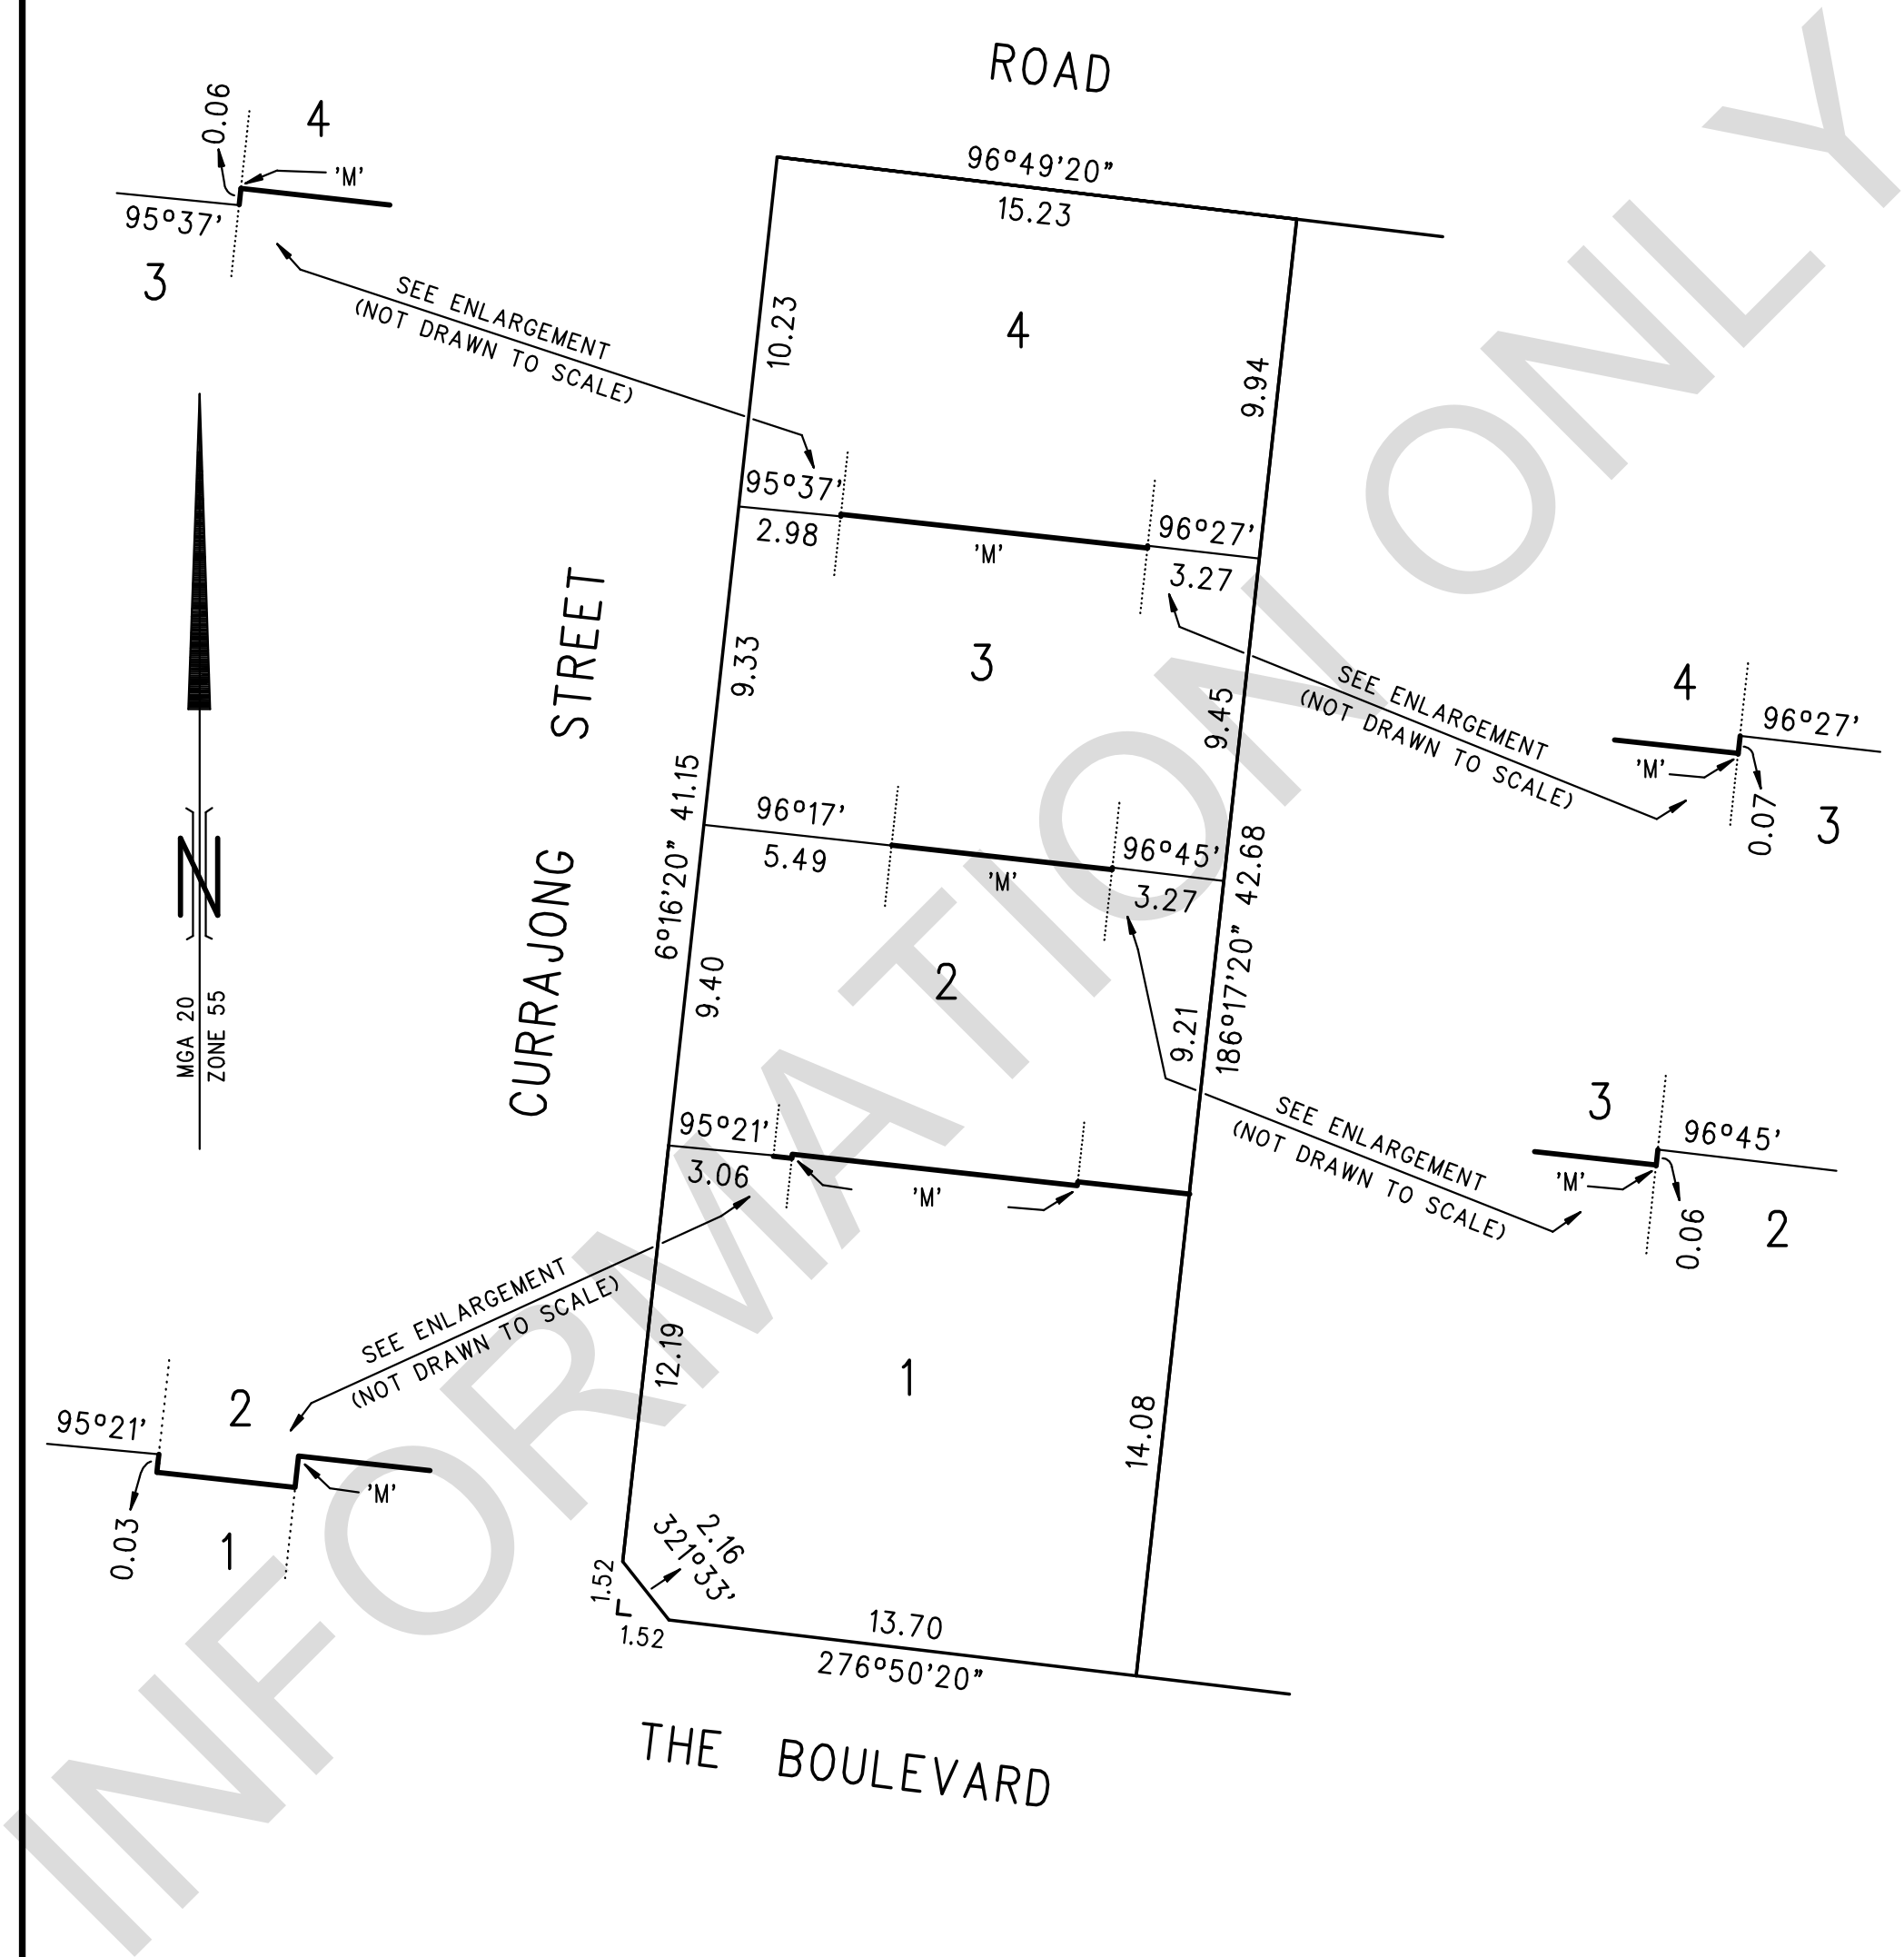 ROAD
0.06
4
'M'
95°37'
3
96°49'20"
15.23
SEE ENLARGEMENT
(NOT DRAWN TO SCALE)
10.23
4
9.94
95°37'
2.98
'M'
96°27'
3.27
9.33
3
9.45
SEE ENLARGEMENT
(NOT DRAWN TO SCALE)
4
96°27'
'M'
0.07
3
CURRAJONG STREET
6°16'20" 41.15
96°17'
5.49
'M'
96°45'
3.27
186°17'20" 42.68
N
MGA 20
ZONE 55
9.40
2
9.21
SEE ENLARGEMENT
(NOT DRAWN TO SCALE)
3
96°45'
'M'
0.06
2
95°21'
3.06
'M'
SEE ENLARGEMENT
(NOT DRAWN TO SCALE)
95°21'
2
'M'
0.03
1
12.19
1
14.08
2.16
321°33'
1.52
1.52
13.70
276°50'20"
THE BOULEVARD
INFORMATION ONLY